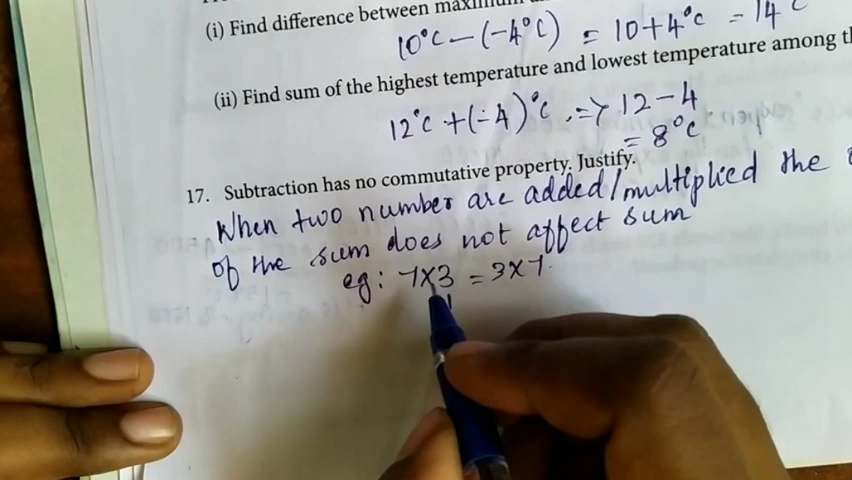 (i) Find difference between maximum
10°C – (–4°C) = 10+4°C = 14°C
(ii) Find sum of the highest temperature and lowest temperature among
12°C + (–4)°C => 12 – 4
= 8°C
17. Subtraction has no commutative property. Justify.
When two number are added/multiplied the
of the sum does not affect sum
eg: 7×3 = 3×7.